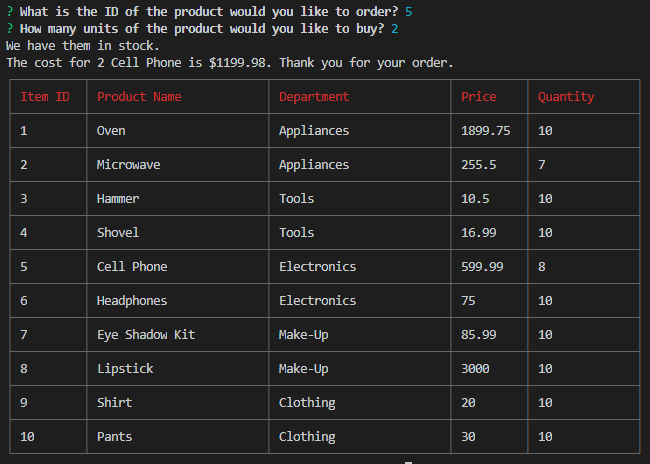 ? What is the ID of the product would you like to order? 5
? How many units of the product would you like to buy? 2
We have them in stock.
The cost for 2 Cell Phone is $1199.98. Thank you for your order.
Item ID Product Name Department Price Quantity
1 Oven Appliances 1899.75 10
2 Microwave Appliances 255.5 7
3 Hammer Tools 10.5 10
4 Shovel Tools 16.99 10
5 Cell Phone Electronics 599.99 8
6 Headphones Electronics 75 10
7 Eye Shadow Kit Make-Up 85.99 10
8 Lipstick Make-Up 3000 10
9 Shirt Clothing 20 10
10 Pants Clothing 30 10